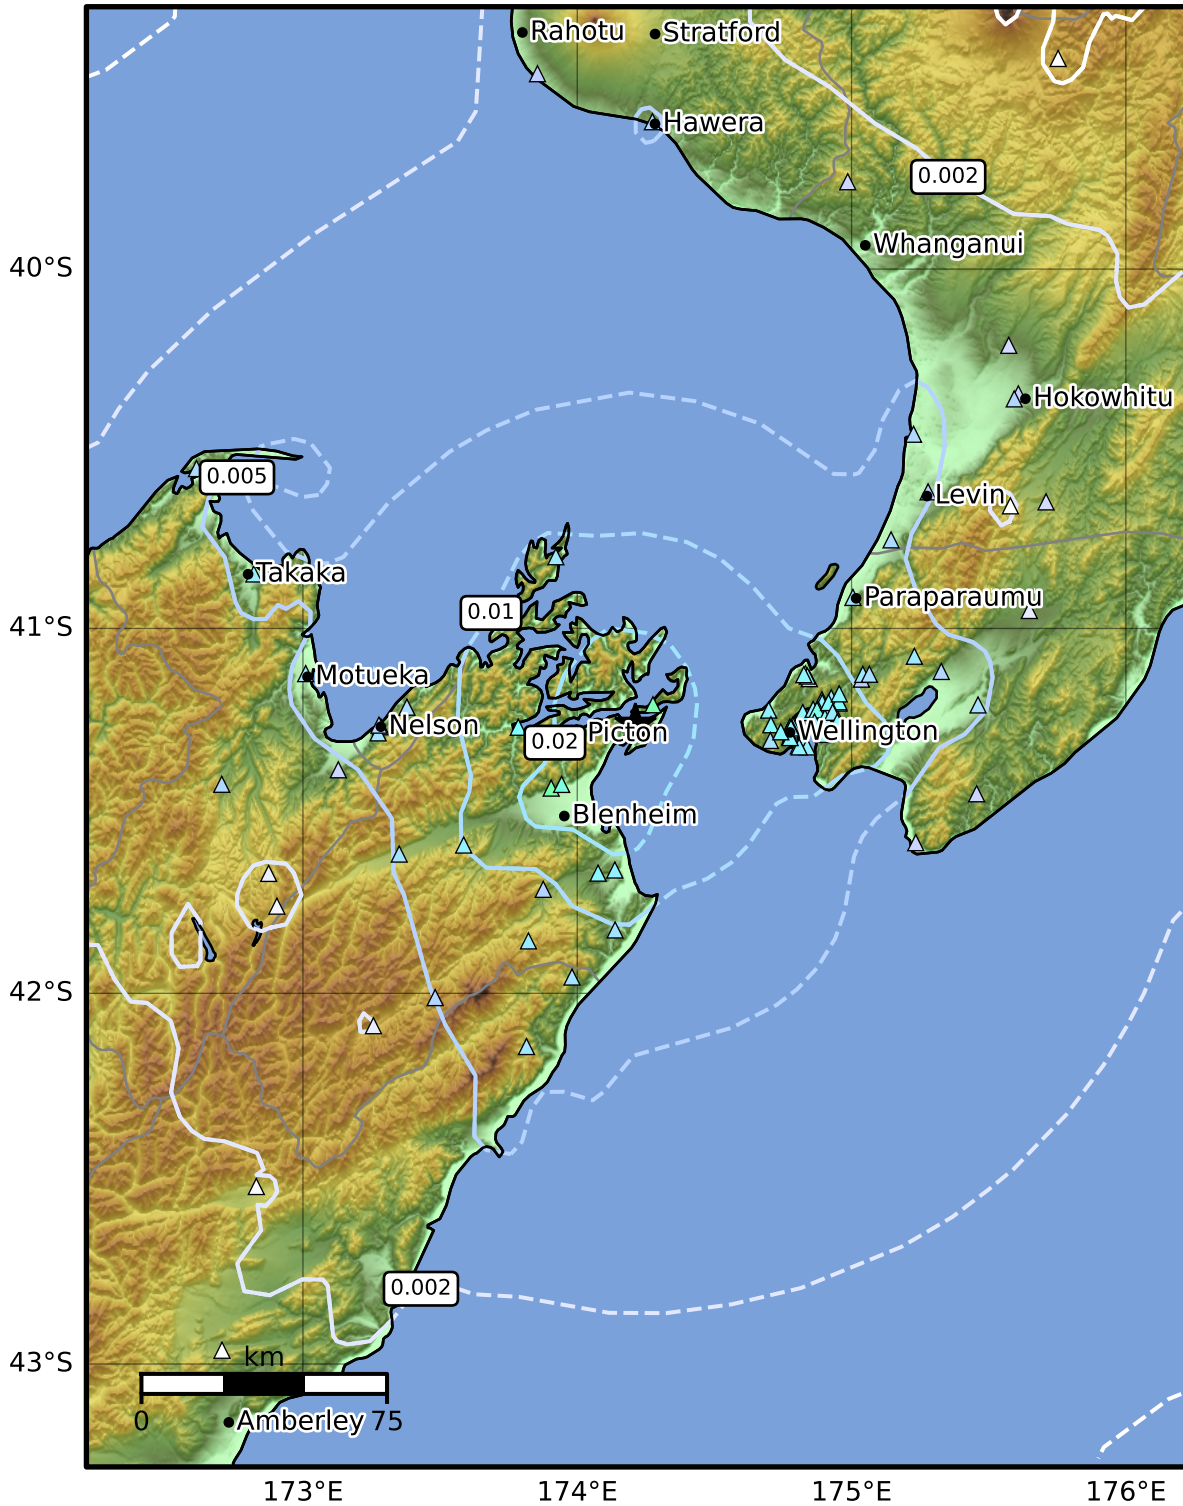 Rahotu
Stratford
Hawera
0.002
Whanganui
40°S
Hokowhitu
0.005
Levin
Takaka
Paraparaumu
0.01
41°S
Motueka
Nelson
Picton
Wellington
0.02
Blenheim
42°S
0.002
43°S
km
0
75
Amberley
173°E
174°E
175°E
176°E